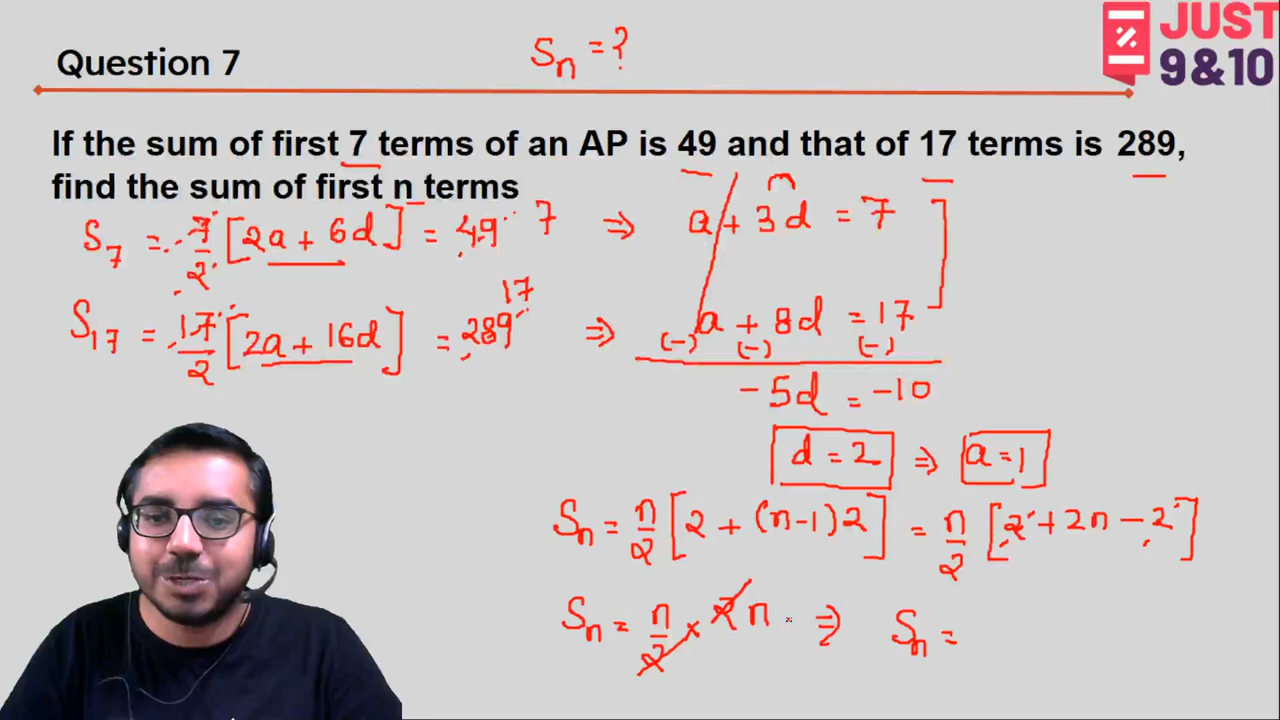 JUST
9&10
Question 7
Sn = ?
If the sum of first 7 terms of an AP is 49 and that of 17 terms is 289,
find the sum of first n terms
S7 = 7/2 [2a + 6d] = 49 7 ⇒ a + 3d = 7
S17 = 17/2 [2a + 16d] = 289 17 ⇒ a + 8d = 17
(-) (-) (-)
-5d = -10
d = 2 ⇒ a = 1
Sn = n/2 [2 + (n-1)2] = n/2 [2 + 2n - 2]
Sn = n/2 × 2n ⇒ Sn =